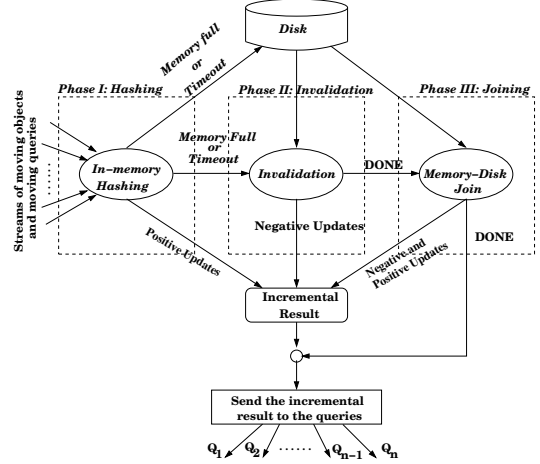 Disk
Memory full
or
Timeout
Phase I: Hashing
Phase II: Invalidation
Phase III: Joining
Streams of moving objects
and moving queries
Memory Full
or
Timeout
In-memory
Hashing
Invalidation
DONE
Memory-Disk
Join
Positive Updates
Negative Updates
Negative and
Positive Updates
DONE
Incremental
Result
Send the incremental
result to the queries
Q1 Q2 ...... Qn-1 Qn